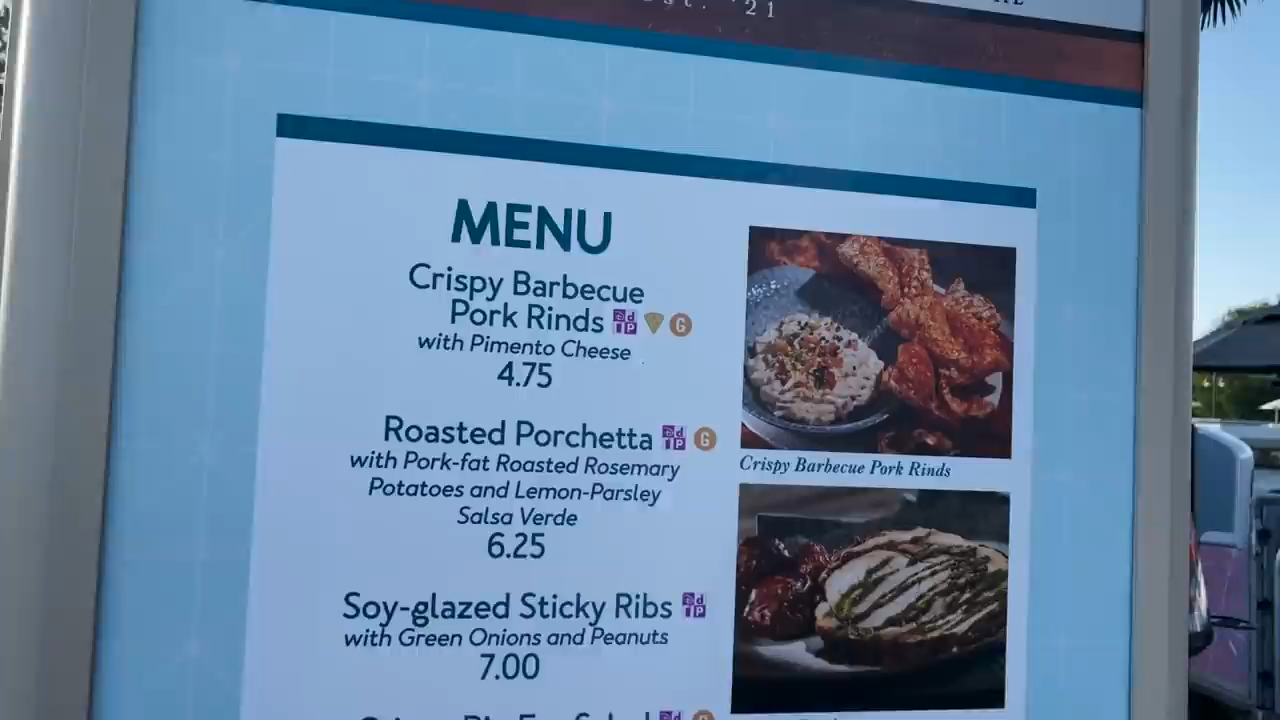 '21
MENU
Crispy Barbecue
Pork Rinds
G
with Pimento Cheese
4.75
Roasted Porchetta
G
with Pork-fat Roasted Rosemary
Potatoes and Lemon-Parsley
Salsa Verde
6.25
Soy-glazed Sticky Ribs
with Green Onions and Peanuts
7.00
Crispy Barbecue Pork Rinds